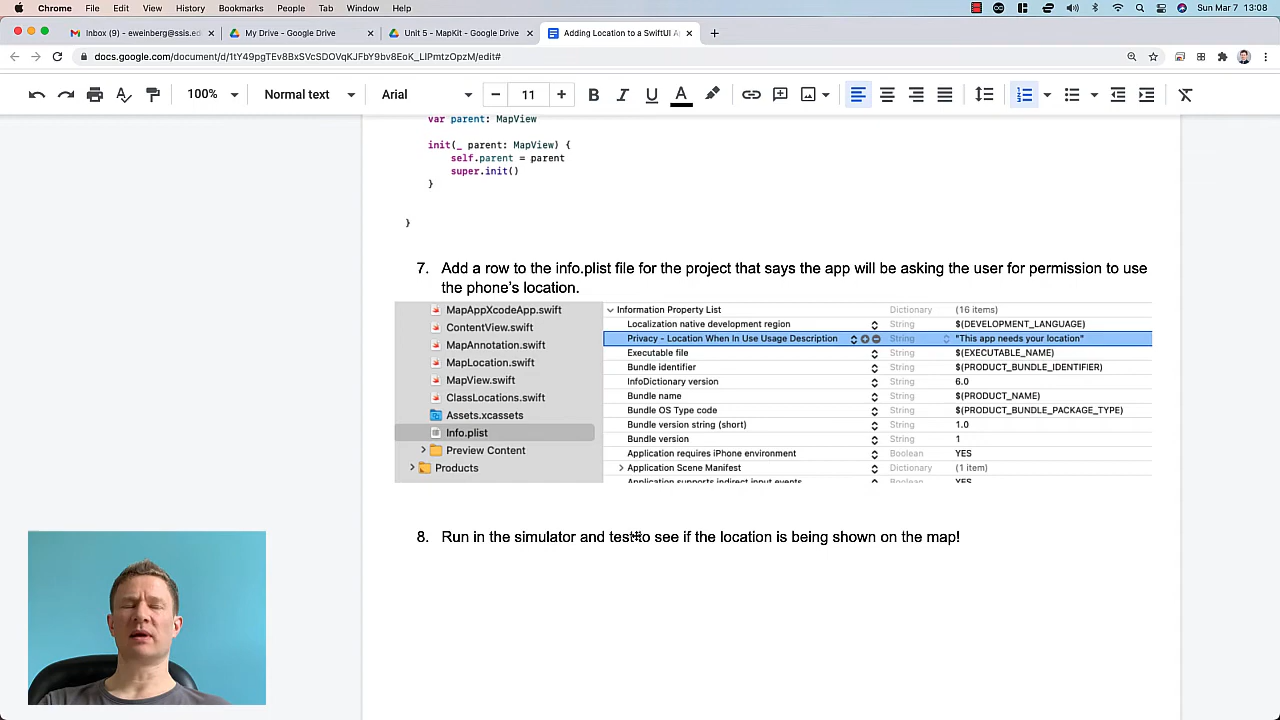 Chrome File Edit View History Bookmarks People Tab Window Help Sun Mar 7 13:08
Inbox (9) - eweinberg@ssis.ed My Drive - Google Drive Unit 5 - MapKit - Google Drive Adding Location to a SwiftUI A
docs.google.com/document/d/1tY49pgTEv8BxSVcSDOVqKJFbY9bv8EoK_LIPmtzOpzM/edit#
100% Normal text Arial 11
var parent: MapView
init(_ parent: MapView) {
self.parent = parent
super.init()
}
}
7. Add a row to the info.plist file for the project that says the app will be asking the user for permission to use
the phone's location.
MapAppXcodeApp.swift
ContentView.swift
MapAnnotation.swift
MapLocation.swift
MapView.swift
ClassLocations.swift
Assets.xcassets
Info.plist
Preview Content
Products
Information Property List Dictionary (16 items)
Localization native development region String $(DEVELOPMENT_LANGUAGE)
Privacy - Location When In Use Usage Description String "This app needs your location"
Executable file String $(EXECUTABLE_NAME)
Bundle identifier String $(PRODUCT_BUNDLE_IDENTIFIER)
InfoDictionary version String 6.0
Bundle name String $(PRODUCT_NAME)
Bundle OS Type code String $(PRODUCT_BUNDLE_PACKAGE_TYPE)
Bundle version string (short) String 1.0
Bundle version String 1
Application requires iPhone environment Boolean YES
Application Scene Manifest Dictionary (1 item)
Application supports indirect input events Boolean YES
8. Run in the simulator and test to see if the location is being shown on the map!